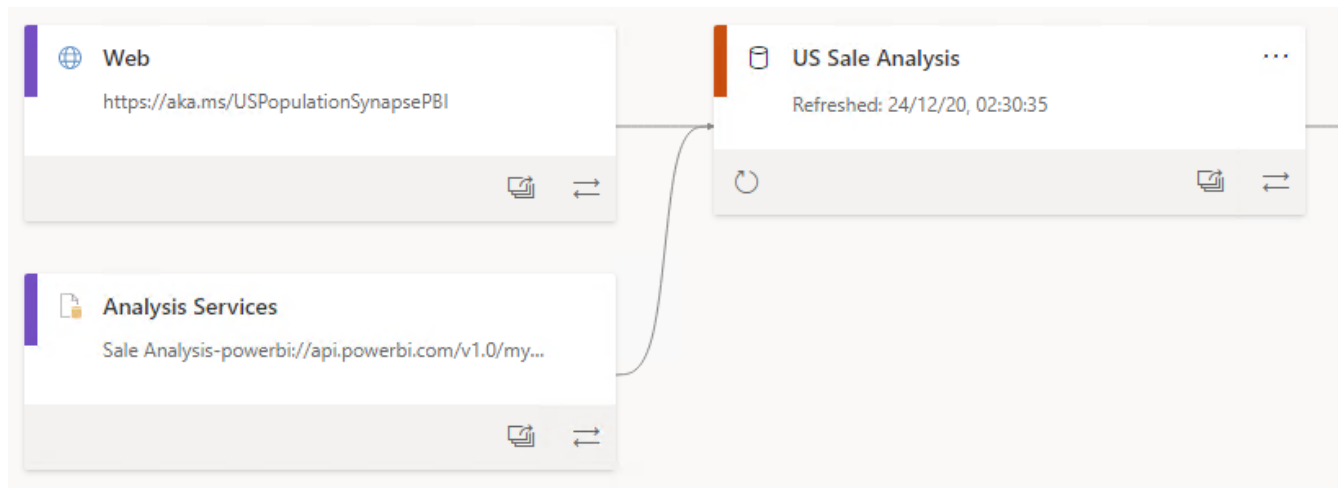 Web
https://aka.ms/USPopulationSynapsePBI
US Sale Analysis
Refreshed: 24/12/20, 02:30:35
Analysis Services
Sale Analysis-powerbi://api.powerbi.com/v1.0/my...